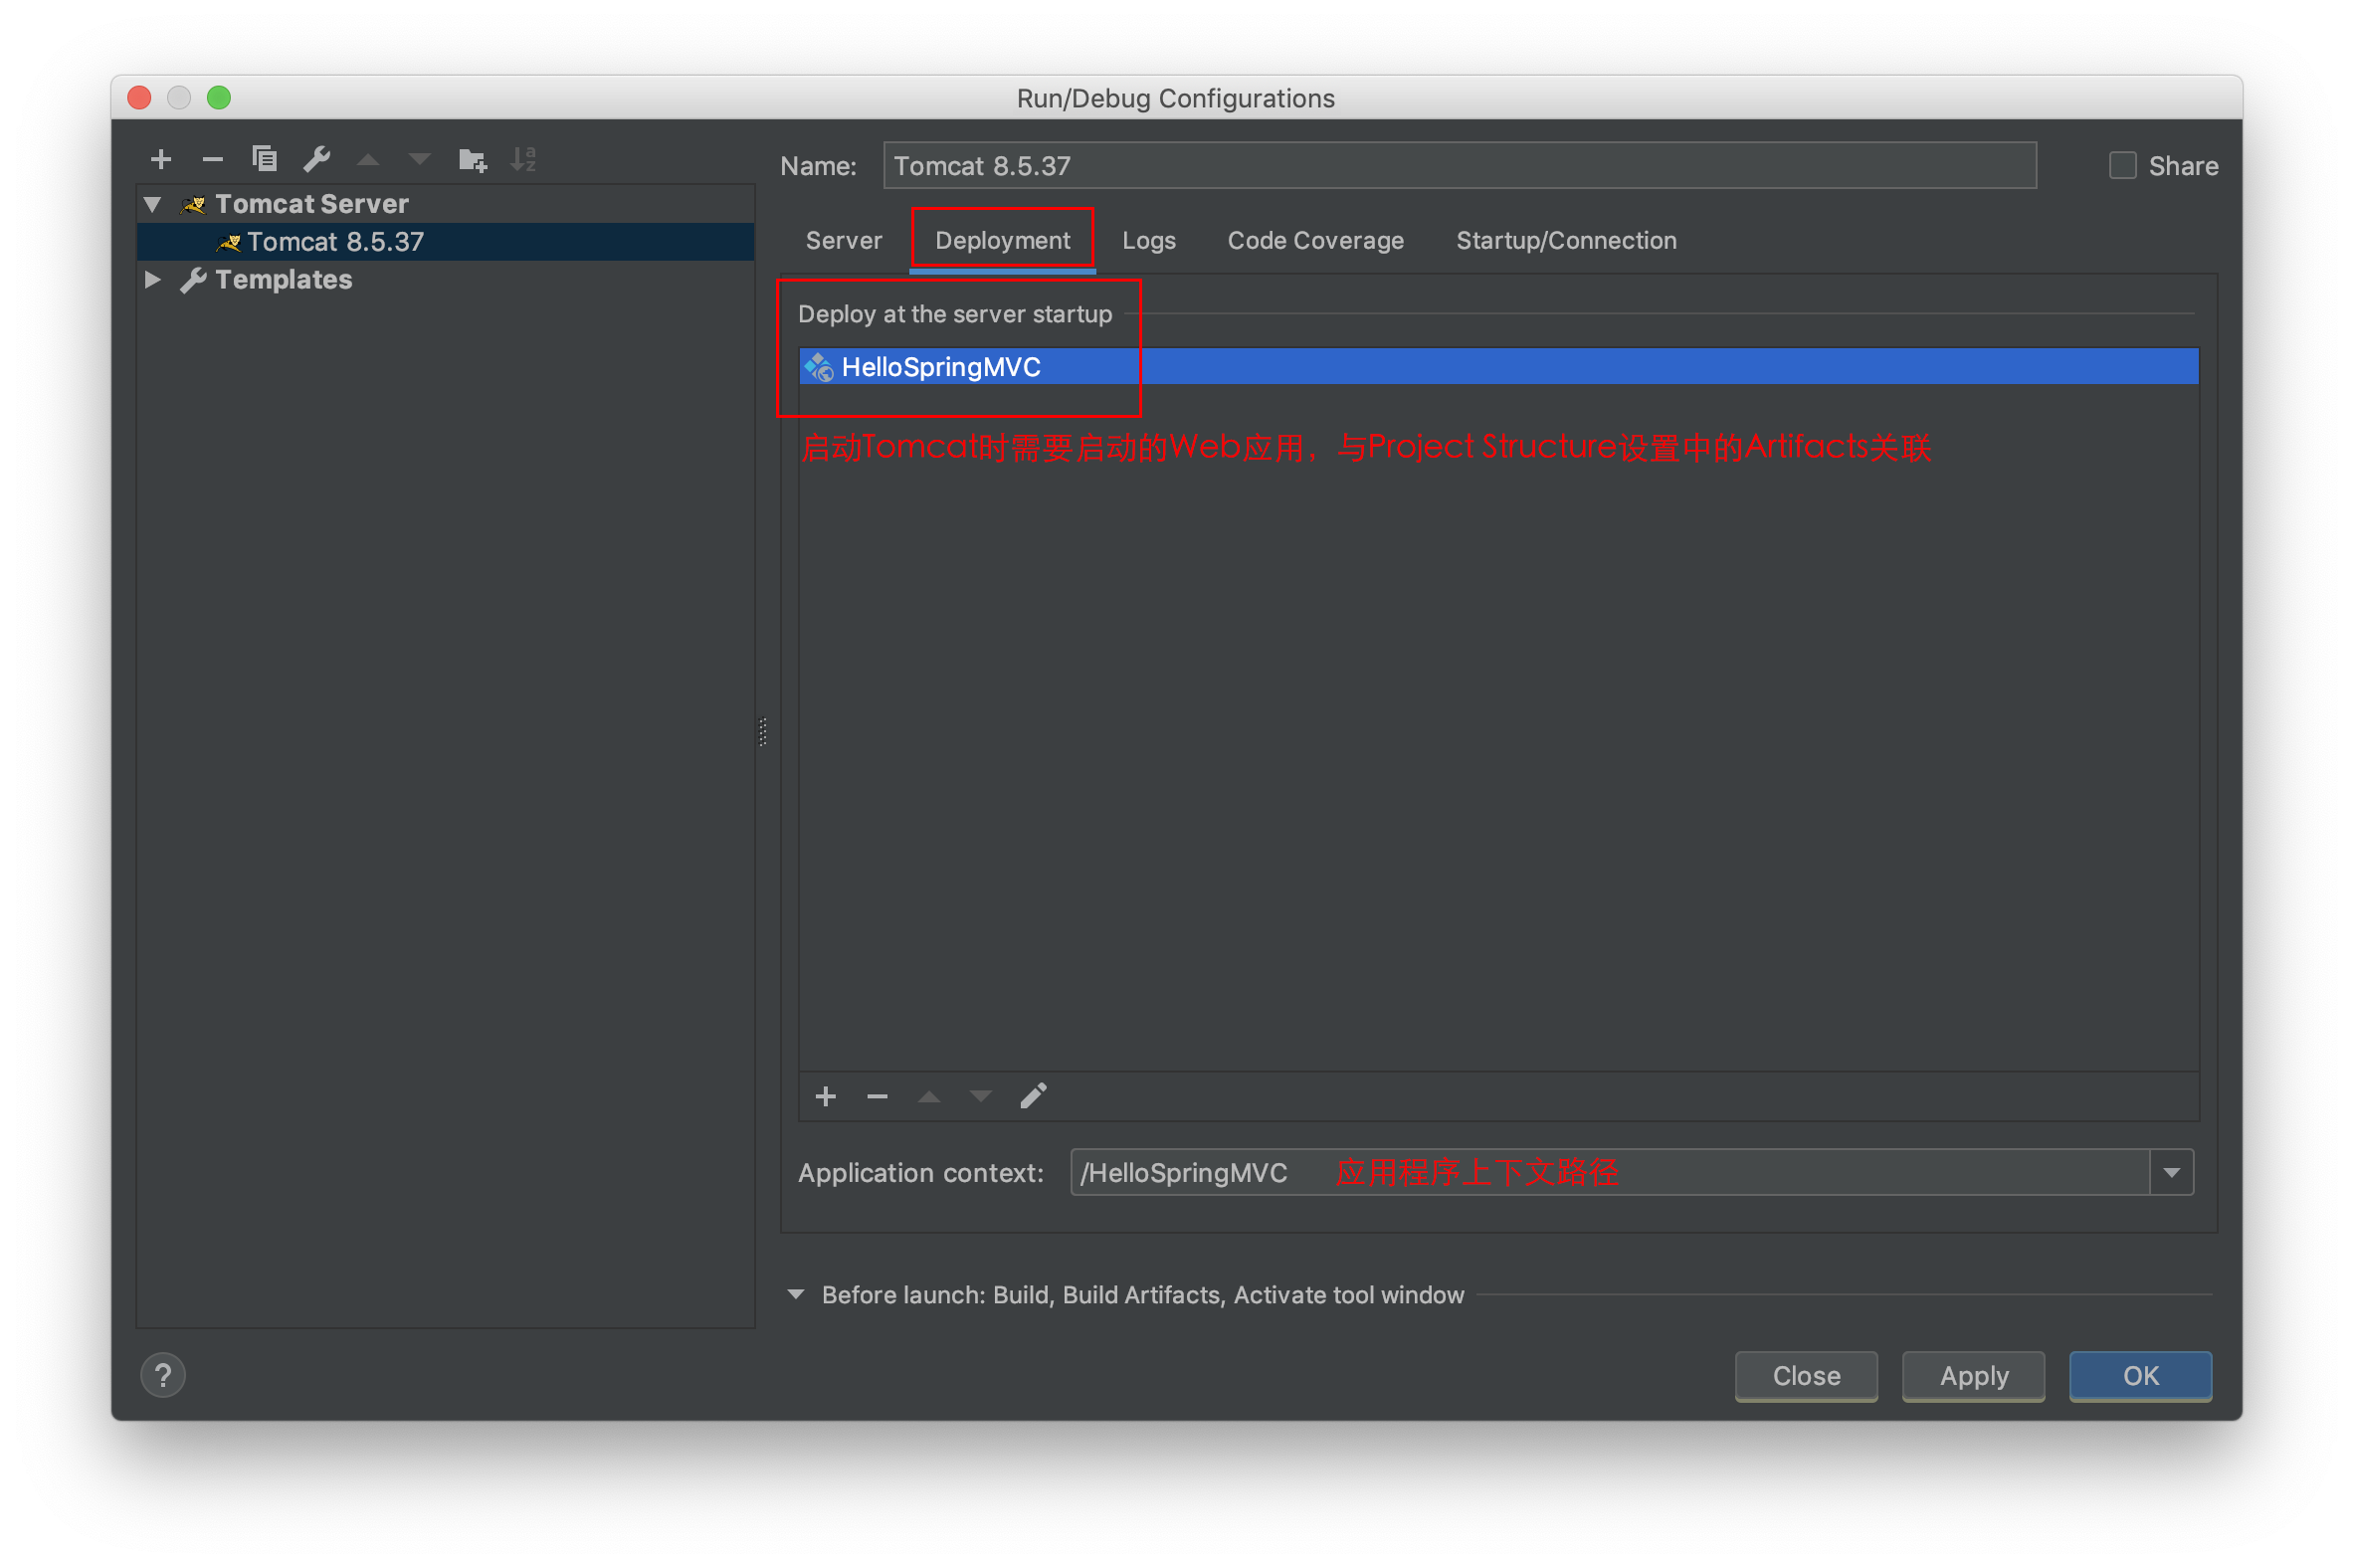 Run/Debug Configurations
Name: Tomcat 8.5.37 Share
Tomcat Server
Tomcat 8.5.37
Templates
Server Deployment Logs Code Coverage Startup/Connection
Deploy at the server startup
HelloSpringMVC
启动Tomcat时需要启动的Web应用，与Project Structure设置中的Artifacts关联
Application context: /HelloSpringMVC 应用程序上下文路径
Before launch: Build, Build Artifacts, Activate tool window
? Close Apply OK